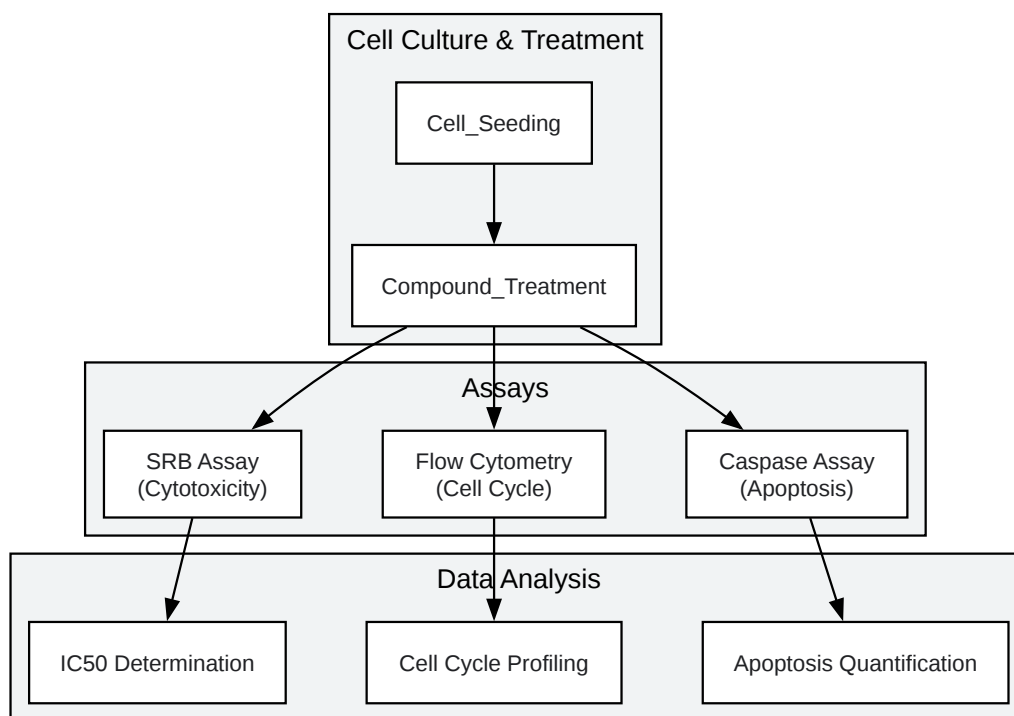 Cell Culture & Treatment
Cell_Seeding
Compound_Treatment
Assays
SRB Assay
(Cytotoxicity)
Flow Cytometry
(Cell Cycle)
Caspase Assay
(Apoptosis)
Data Analysis
IC50 Determination
Cell Cycle Profiling
Apoptosis Quantification